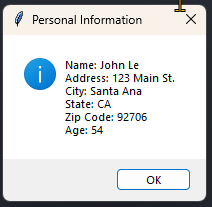 Personal Information
Name: John Le
Address: 123 Main St.
City: Santa Ana
State: CA
Zip Code: 92706
Age: 54
OK